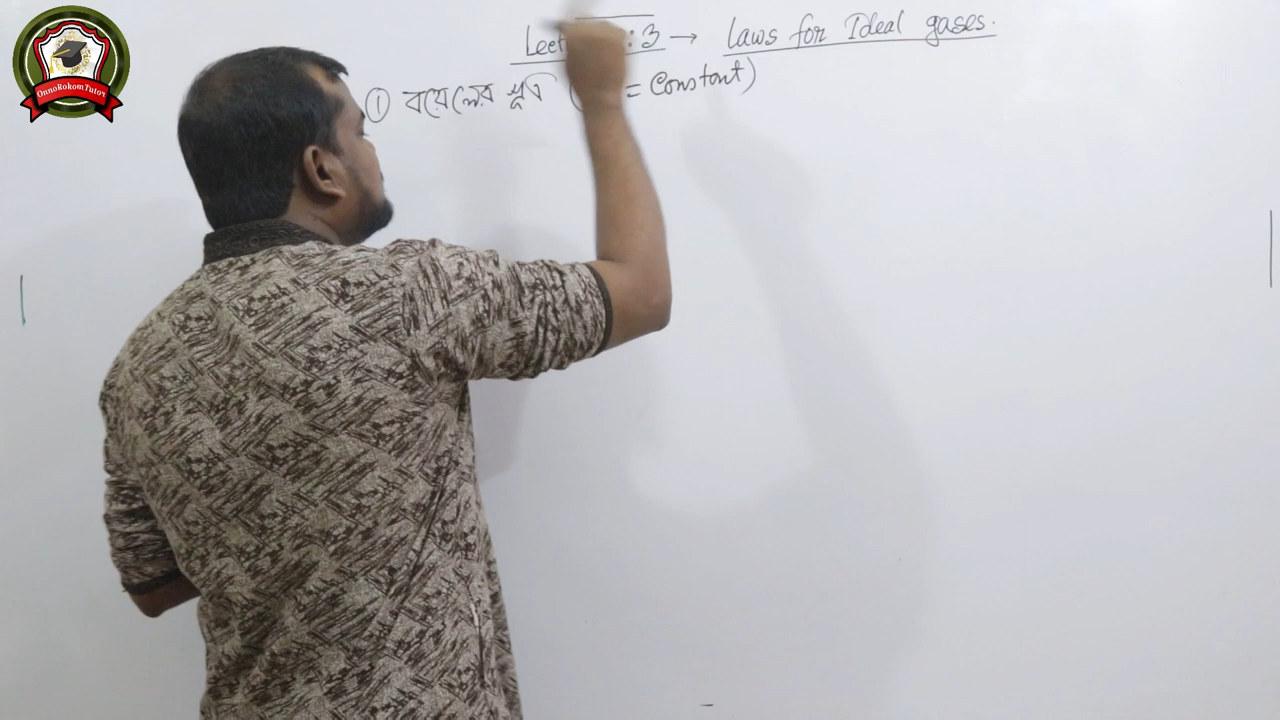 OnnoRokomTutor
Lect : 3 → Laws for Ideal gases.
① বয়েলের সূত্র ( = Constant)